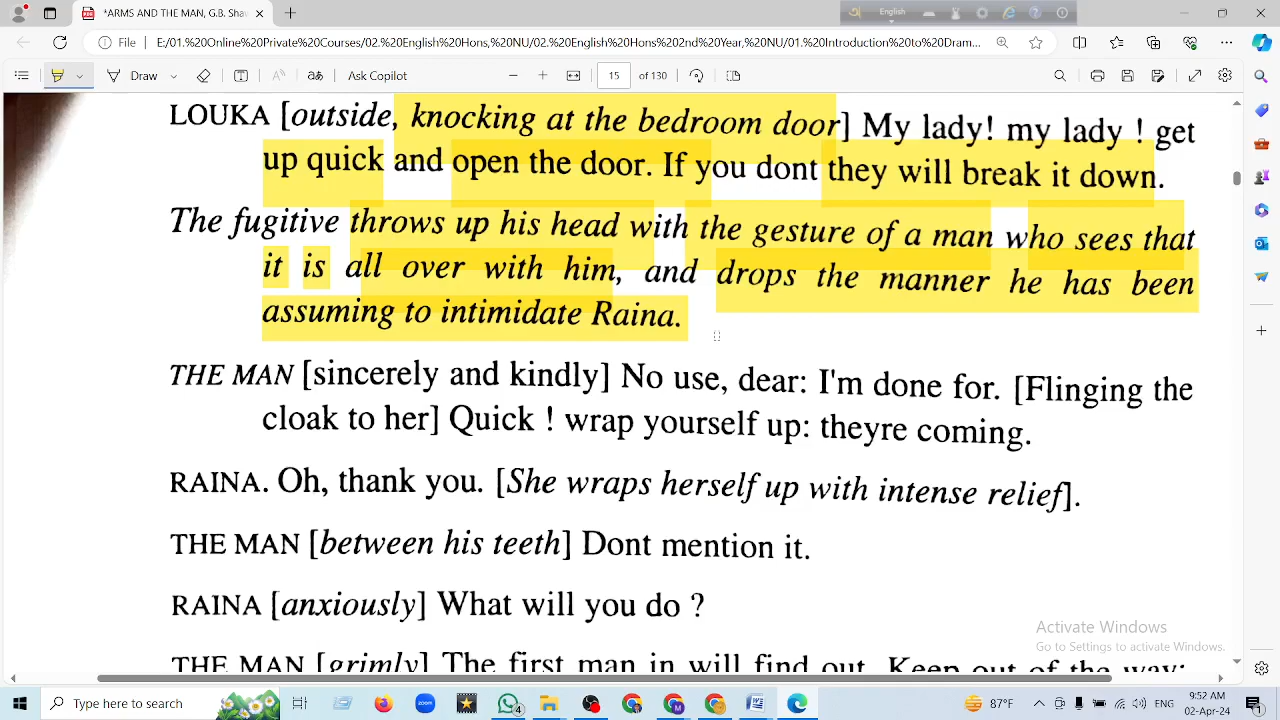 *ARMS AND THE MAN, G.B. SHA
English
File E:/01.%20Online%20Private%20Courses/02.%20English%20Hons,%20NU/02.%20English%20Hons%202nd%20Year,%20NU/01.%20Introduction%20to%20Dram...
Draw
Ask Copilot
15 of 130
LOUKA [outside, knocking at the bedroom door] My lady! my lady ! get
up quick and open the door. If you dont they will break it down.
The fugitive throws up his head with the gesture of a man who sees that
it is all over with him, and drops the manner he has been
assuming to intimidate Raina.
THE MAN [sincerely and kindly] No use, dear: I'm done for. [Flinging the
cloak to her] Quick ! wrap yourself up: theyre coming.
RAINA. Oh, thank you. [She wraps herself up with intense relief].
THE MAN [between his teeth] Dont mention it.
RAINA [anxiously] What will you do ?
THE MAN [grimly] The first man in will find out. Keep out of the way;
Activate Windows
Go to Settings to activate Windows.
Type here to search
zoom
4
87°F
9:52 AM
02-Apr-24